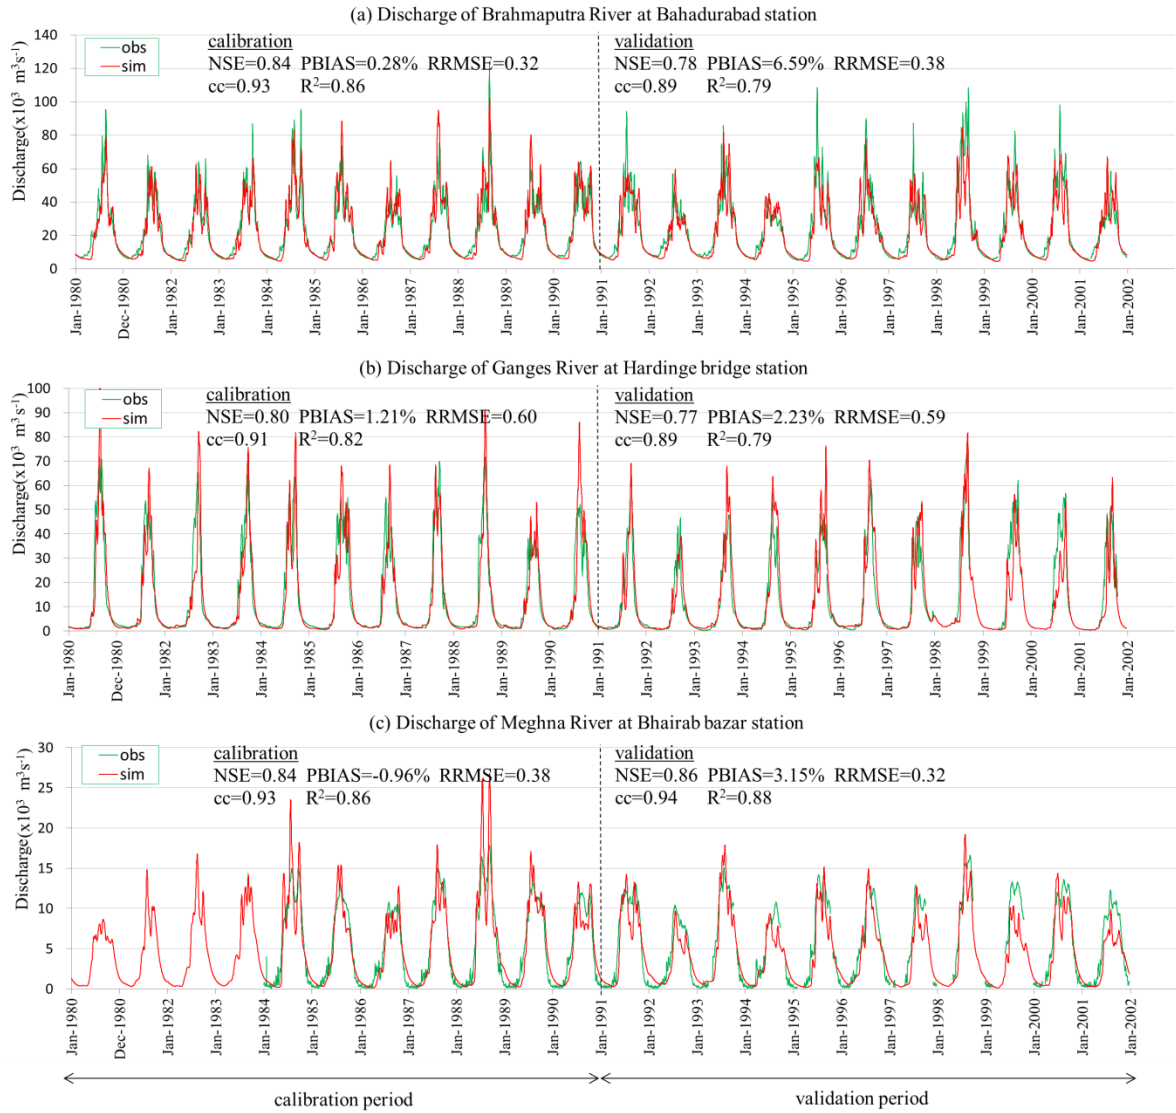 (a) Discharge of Brahmaputra River at Bahadurabad station
obs
sim
calibration
NSE=0.84 PBIAS=0.28% RRMSE=0.32
cc=0.93 R²=0.86
validation
NSE=0.78 PBIAS=6.59% RRMSE=0.38
cc=0.89 R²=0.79
Discharge(x10³ m³s⁻¹)
140
120
100
80
60
40
20
0
Jan-1980
Dec-1980
Jan-1982
Jan-1983
Jan-1984
Jan-1985
Jan-1986
Jan-1987
Jan-1988
Jan-1989
Jan-1990
Jan-1991
Jan-1992
Jan-1993
Jan-1994
Jan-1995
Jan-1996
Jan-1997
Jan-1998
Jan-1999
Jan-2000
Jan-2001
Jan-2002
(b) Discharge of Ganges River at Hardinge bridge station
obs
sim
calibration
NSE=0.80 PBIAS=1.21% RRMSE=0.60
cc=0.91 R²=0.82
validation
NSE=0.77 PBIAS=2.23% RRMSE=0.59
cc=0.89 R²=0.79
Discharge(x10³ m³s⁻¹)
100
90
80
70
60
50
40
30
20
10
0
Jan-1980
Dec-1980
Jan-1982
Jan-1983
Jan-1984
Jan-1985
Jan-1986
Jan-1987
Jan-1988
Jan-1989
Jan-1990
Jan-1991
Jan-1992
Jan-1993
Jan-1994
Jan-1995
Jan-1996
Jan-1997
Jan-1998
Jan-1999
Jan-2000
Jan-2001
Jan-2002
(c) Discharge of Meghna River at Bhairab bazar station
obs
sim
calibration
NSE=0.84 PBIAS=-0.96% RRMSE=0.38
cc=0.93 R²=0.86
validation
NSE=0.86 PBIAS=3.15% RRMSE=0.32
cc=0.94 R²=0.88
Discharge(x10³ m³s⁻¹)
30
25
20
15
10
5
0
Jan-1980
Dec-1980
Jan-1982
Jan-1983
Jan-1984
Jan-1985
Jan-1986
Jan-1987
Jan-1988
Jan-1989
Jan-1990
Jan-1991
Jan-1992
Jan-1993
Jan-1994
Jan-1995
Jan-1996
Jan-1997
Jan-1998
Jan-1999
Jan-2000
Jan-2001
Jan-2002
calibration period
validation period